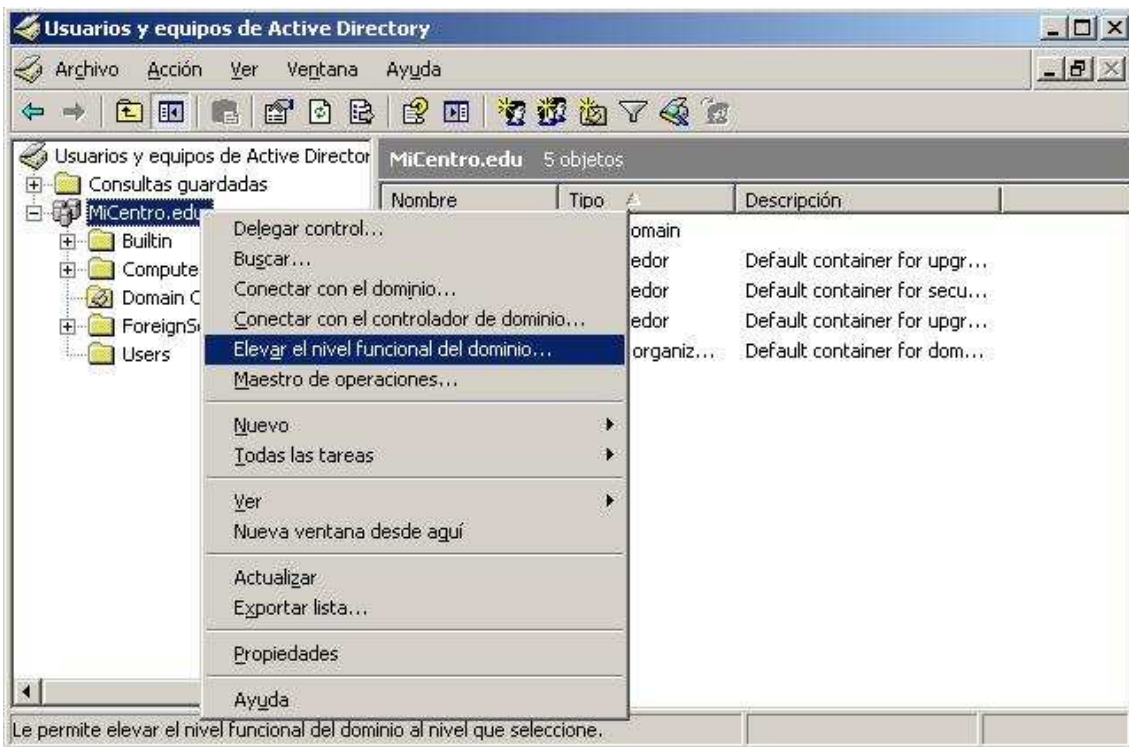 Usuarios y equipos de Active Directory
Archivo Acción Ver Ventana Ayuda
Usuarios y equipos de Active Director
MiCentro.edu 5 objetos
Consultas guardadas
Nombre Tipo Descripción
MiCentro.edu
Builtin
Compute
Domain C
ForeignS
Users
omain
edor Default container for upgr...
edor Default container for secu...
edor Default container for upgr...
organiz... Default container for dom...
Delegar control...
Buscar...
Conectar con el dominio...
Conectar con el controlador de dominio...
Elevar el nivel funcional del dominio...
Maestro de operaciones...
Nuevo
Todas las tareas
Ver
Nueva ventana desde aquí
Actualizar
Exportar lista...
Propiedades
Ayuda
Le permite elevar el nivel funcional del dominio al nivel que seleccione.